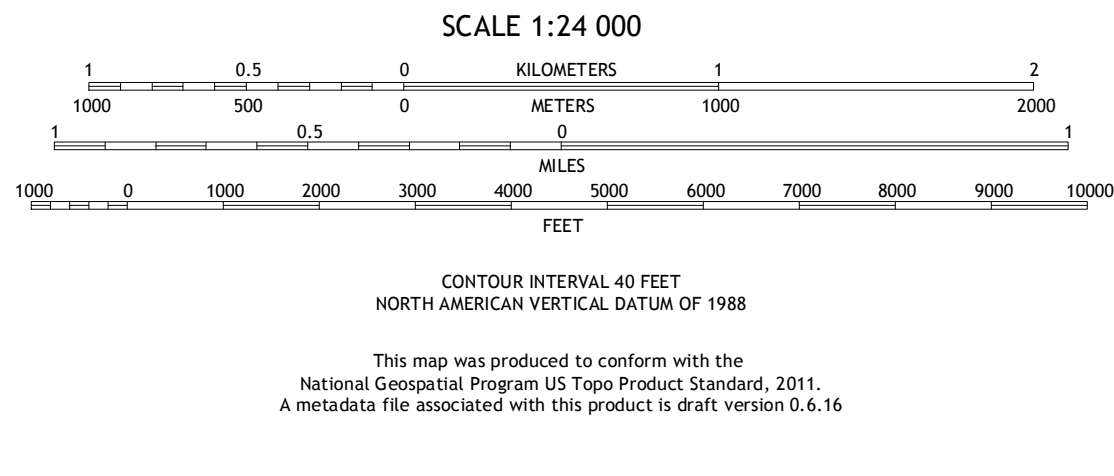 SCALE 1:24 000
1 0.5 0 KILOMETERS 1 2
1000 500 0 METERS 1000 2000
1 0.5 0 1
MILES
1000 0 1000 2000 3000 4000 5000 6000 7000 8000 9000 10000
FEET
CONTOUR INTERVAL 40 FEET
NORTH AMERICAN VERTICAL DATUM OF 1988
This map was produced to conform with the
National Geospatial Program US Topo Product Standard, 2011.
A metadata file associated with this product is draft version 0.6.16